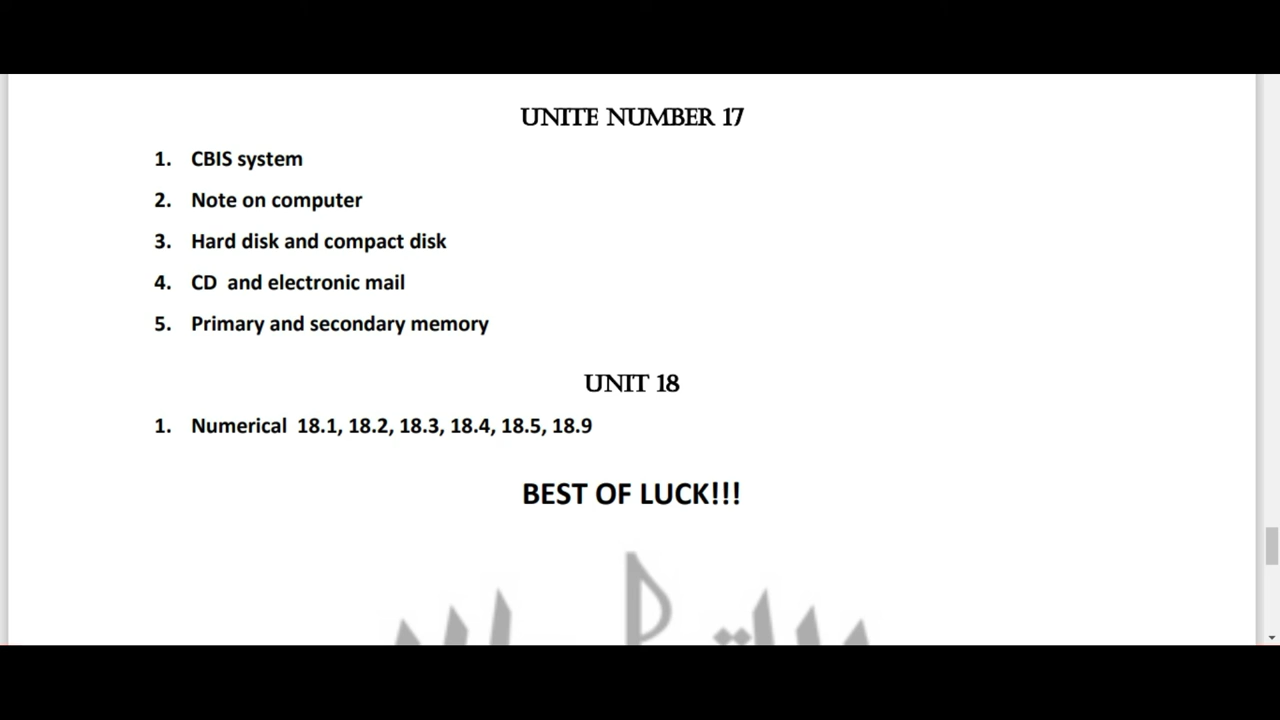 UNITE NUMBER 17
1. CBIS system
2. Note on computer
3. Hard disk and compact disk
4. CD and electronic mail
5. Primary and secondary memory
UNIT 18
1. Numerical 18.1, 18.2, 18.3, 18.4, 18.5, 18.9
BEST OF LUCK!!!